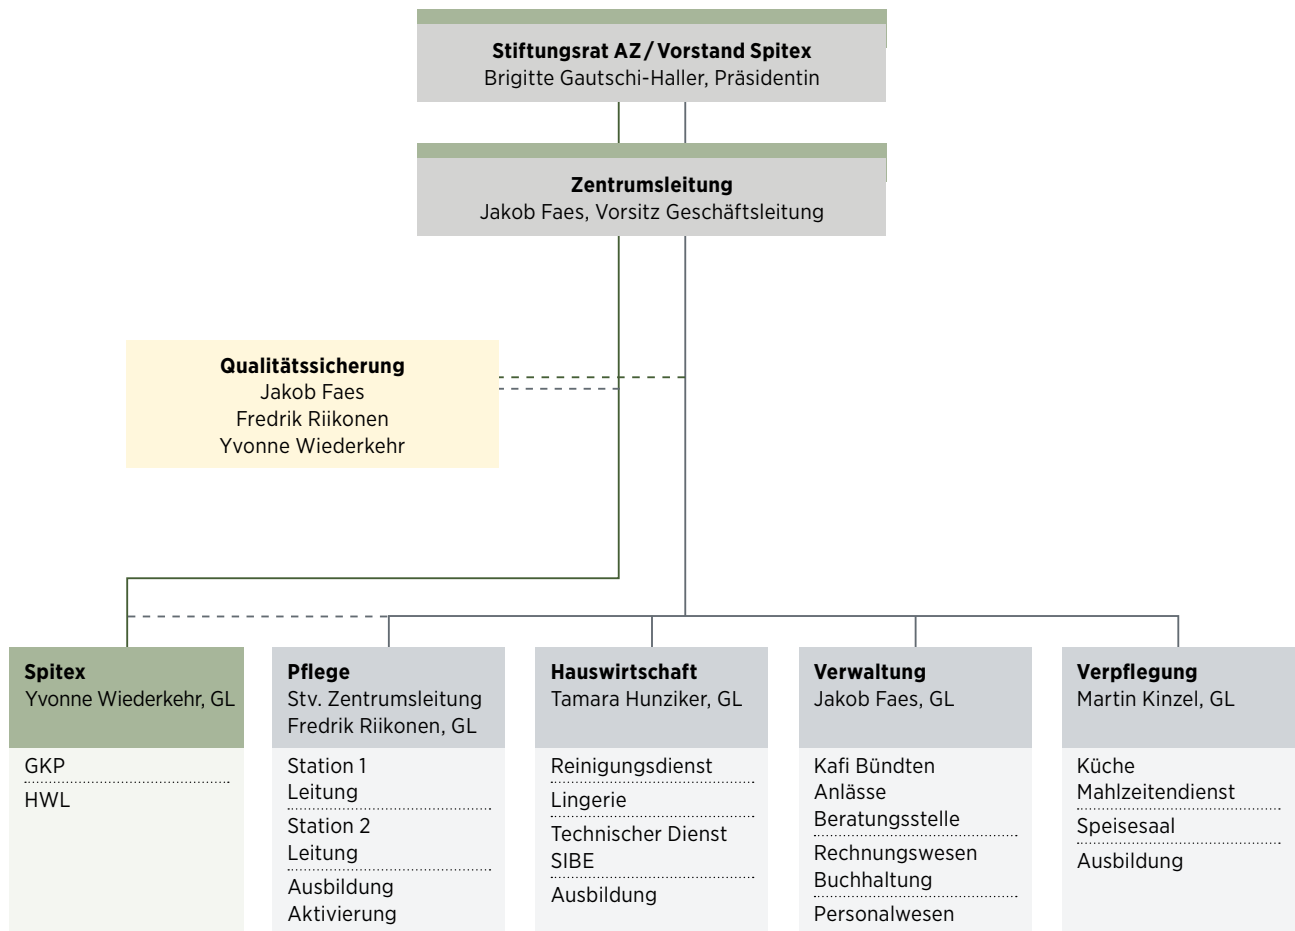 Stiftungsrat AZ / Vorstand Spitex
Brigitte Gautschi-Haller, Präsidentin
Zentrumsleitung
Jakob Faes, Vorsitz Geschäftsleitung
Qualitätssicherung
Jakob Faes
Fredrik Riikonen
Yvonne Wiederkehr
Spitex
Yvonne Wiederkehr, GL
GKP
HWL
Pflege
Stv. Zentrumsleitung
Fredrik Riikonen, GL
Station 1
Leitung
Station 2
Leitung
Ausbildung
Aktivierung
Hauswirtschaft
Tamara Hunziker, GL
Reinigungsdienst
Lingerie
Technischer Dienst
SIBE
Ausbildung
Verwaltung
Jakob Faes, GL
Kafi Bündten
Anlässe
Beratungsstelle
Rechnungswesen
Buchhaltung
Personalwesen
Verpflegung
Martin Kinzel, GL
Küche
Mahlzeitendienst
Speisesaal
Ausbildung